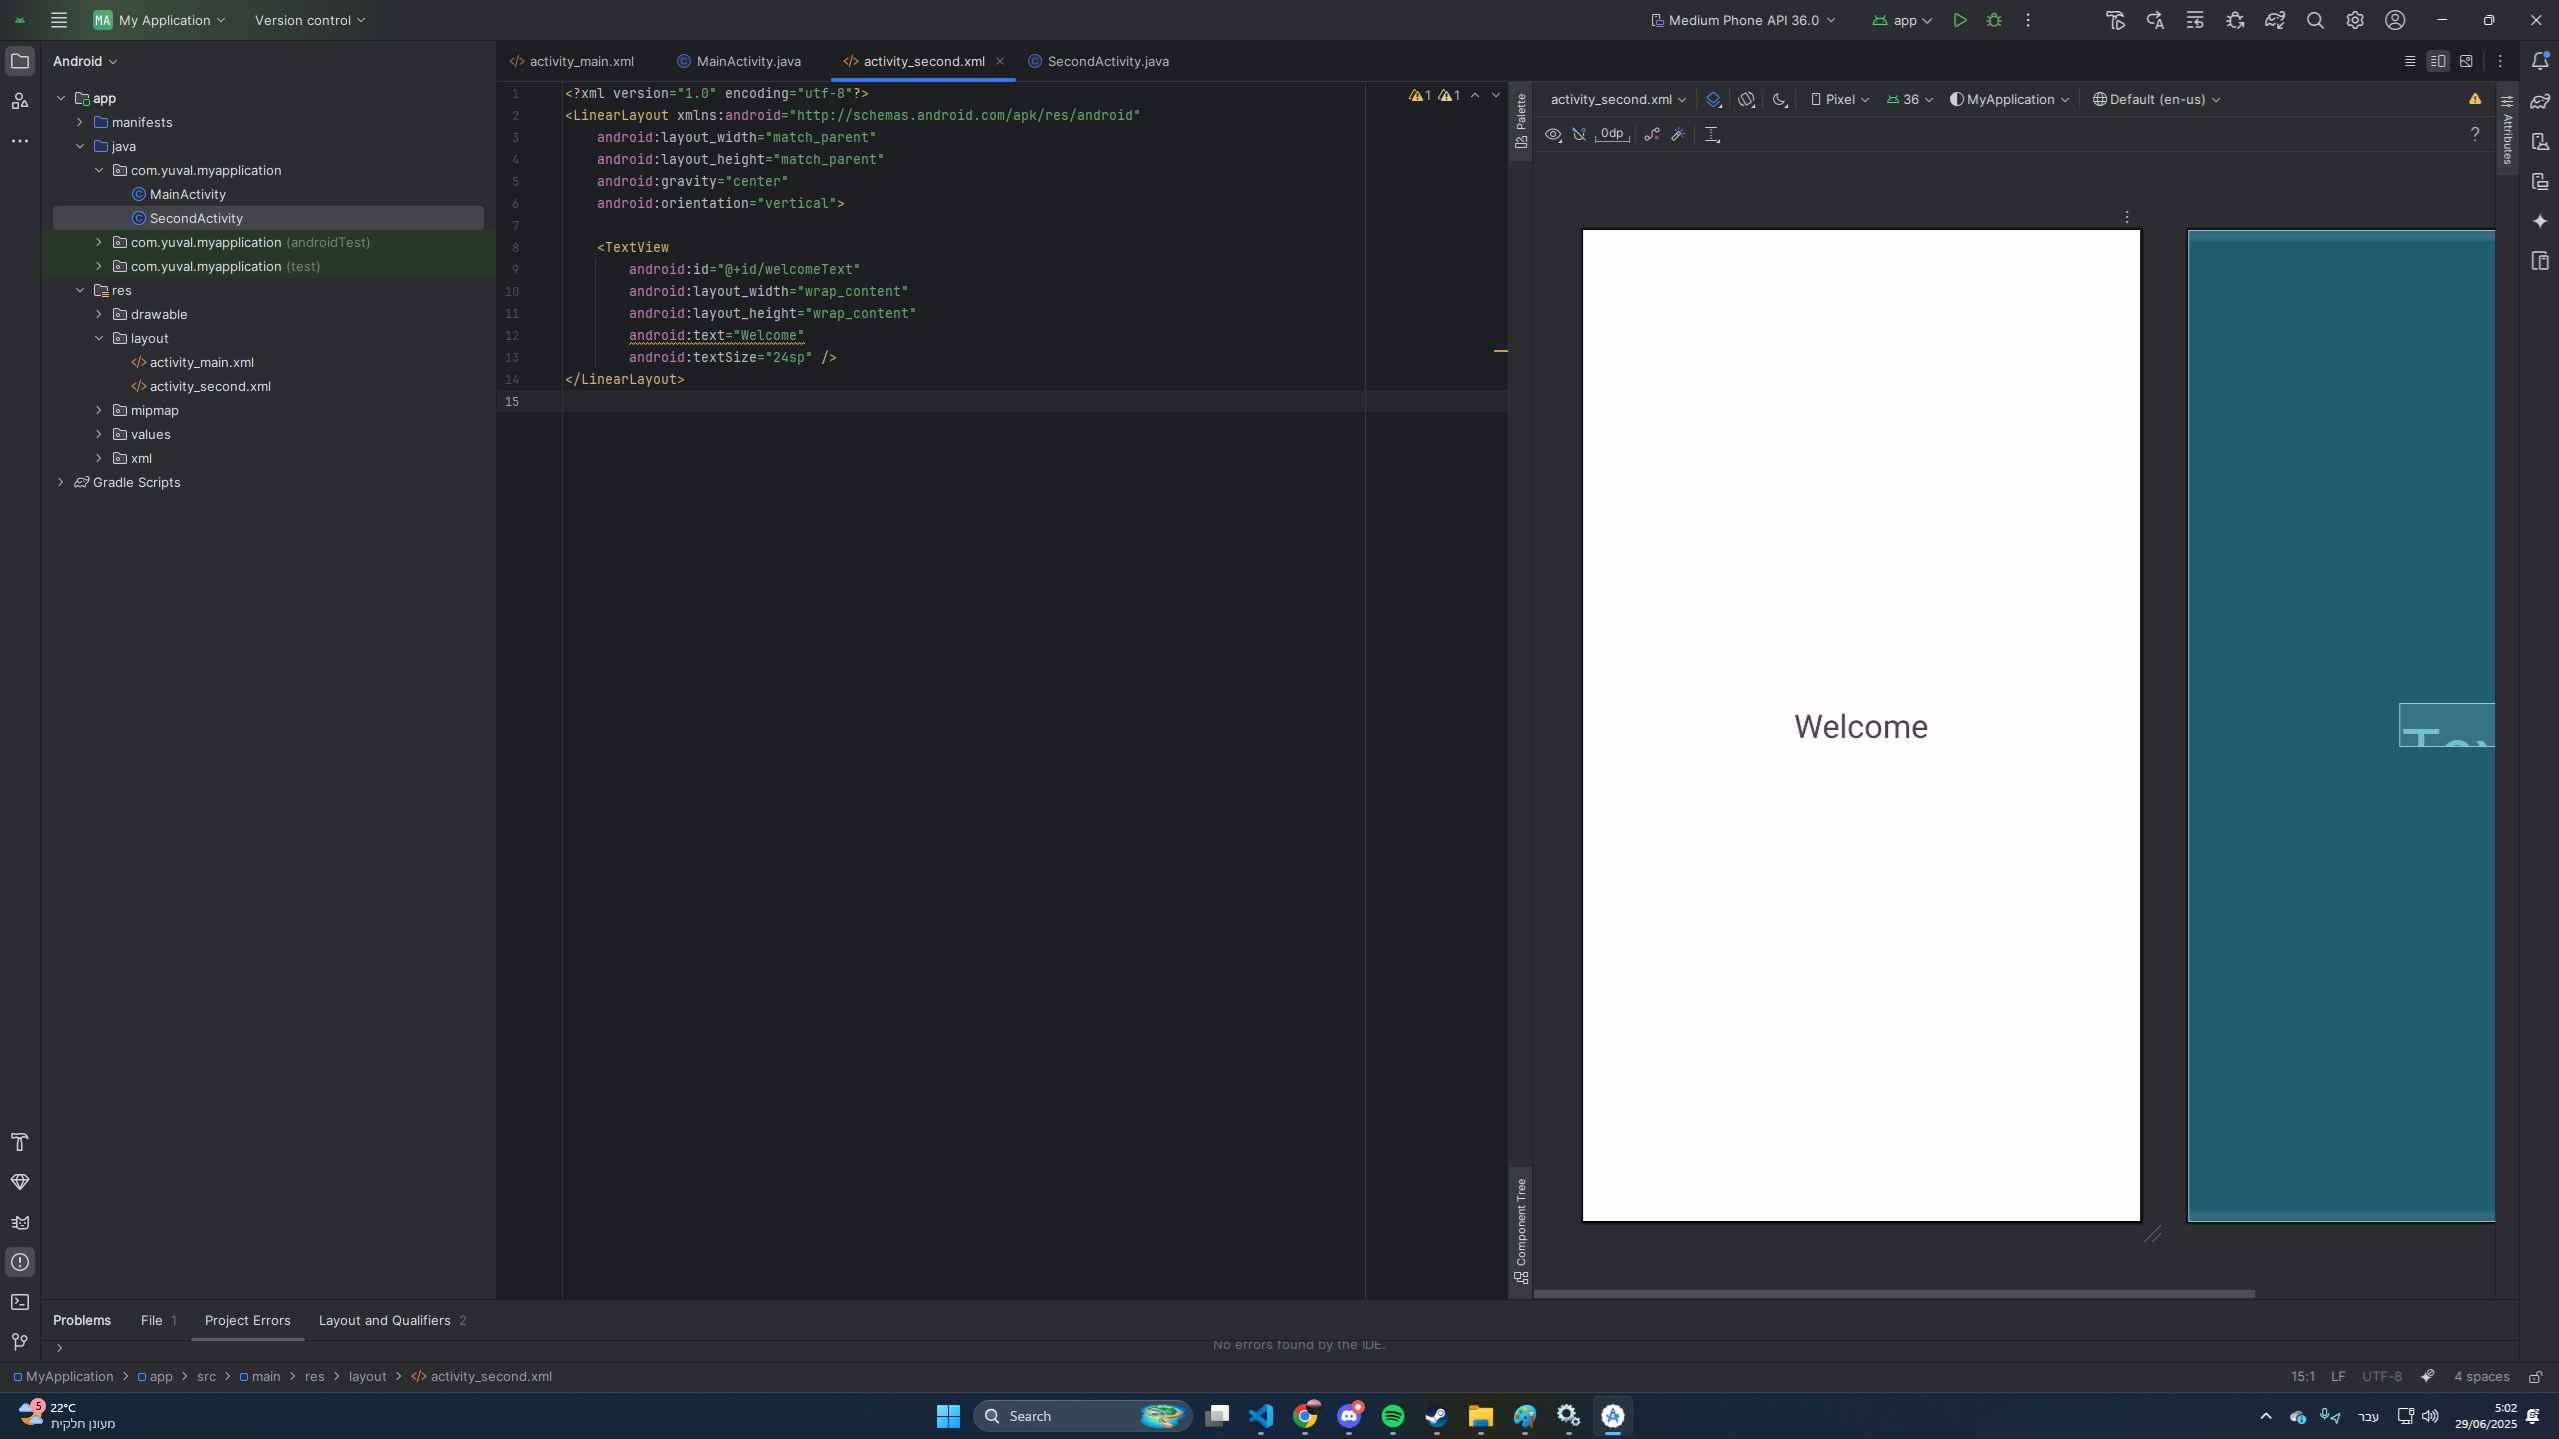 MA My Application
Version control
Medium Phone API 36.0
app
Android
activity_main.xml
MainActivity.java
activity_second.xml
SecondActivity.java
app
manifests
java
com.yuval.myapplication
MainActivity
SecondActivity
com.yuval.myapplication (androidTest)
com.yuval.myapplication (test)
res
drawable
layout
activity_main.xml
activity_second.xml
mipmap
values
xml
Gradle Scripts
1 <?xml version="1.0" encoding="utf-8"?>
2 <LinearLayout xmlns:android="http://schemas.android.com/apk/res/android"
3 android:layout_width="match_parent"
4 android:layout_height="match_parent"
5 android:gravity="center"
6 android:orientation="vertical">
7
8 <TextView
9 android:id="@+id/welcomeText"
10 android:layout_width="wrap_content"
11 android:layout_height="wrap_content"
12 android:text="Welcome"
13 android:textSize="24sp" />
14 </LinearLayout>
15
1 1
Palette
Component Tree
activity_second.xml
Pixel
36
MyApplication
Default (en-us)
0dp
?
Attributes
Welcome
Problems
File 1
Project Errors
Layout and Qualifiers 2
No errors found by the IDE.
MyApplication > app > src > main > res > layout > activity_second.xml
15:1 LF UTF-8 4 spaces
5
22°C
מעונן חלקית
Search
עבר
5:02
29/06/2025